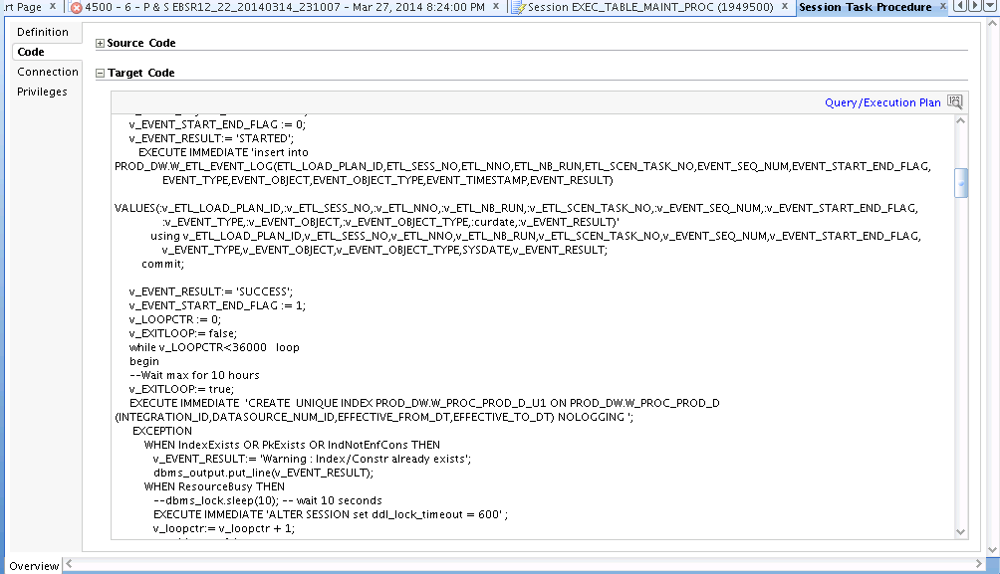 rt Page x 4500 - 6 - P & S EBSR12_22_20140314_231007 - Mar 27, 2014 8:24:00 PM x Session EXEC_TABLE_MAINT_PROC (1949500) x Session Task Procedure x
Definition
Code
Connection
Privileges
Source Code
Target Code
Query/Execution Plan
v_EVENT_START_END_FLAG := 0;
v_EVENT_RESULT:= 'STARTED';
EXECUTE IMMEDIATE 'insert into
PROD_DW.W_ETL_EVENT_LOG(ETL_LOAD_PLAN_ID,ETL_SESS_NO,ETL_NNO,ETL_NB_RUN,ETL_SCEN_TASK_NO,EVENT_SEQ_NUM,EVENT_START_END_FLAG,
EVENT_TYPE,EVENT_OBJECT,EVENT_OBJECT_TYPE,EVENT_TIMESTAMP,EVENT_RESULT)
VALUES(:v_ETL_LOAD_PLAN_ID,:v_ETL_SESS_NO,:v_ETL_NNO,:v_ETL_NB_RUN,:v_ETL_SCEN_TASK_NO,:v_EVENT_SEQ_NUM,:v_EVENT_START_END_FLAG,
:v_EVENT_TYPE,:v_EVENT_OBJECT,:v_EVENT_OBJECT_TYPE,:curdate,:v_EVENT_RESULT)'
using v_ETL_LOAD_PLAN_ID,v_ETL_SESS_NO,v_ETL_NNO,v_ETL_NB_RUN,v_ETL_SCEN_TASK_NO,v_EVENT_SEQ_NUM,v_EVENT_START_END_FLAG,
v_EVENT_TYPE,v_EVENT_OBJECT,v_EVENT_OBJECT_TYPE,SYSDATE,v_EVENT_RESULT;
commit;
v_EVENT_RESULT:= 'SUCCESS';
v_EVENT_START_END_FLAG := 1;
v_LOOPCTR := 0;
v_EXITLOOP:= false;
while v_LOOPCTR<36000 loop
begin
--Wait max for 10 hours
v_EXITLOOP:= true;
EXECUTE IMMEDIATE 'CREATE UNIQUE INDEX PROD_DW.W_PROC_PROD_D_U1 ON PROD_DW.W_PROC_PROD_D
(INTEGRATION_ID,DATASOURCE_NUM_ID,EFFECTIVE_FROM_DT,EFFECTIVE_TO_DT) NOLOGGING ';
EXCEPTION
WHEN IndexExists OR PkExists OR IndNotEnfCons THEN
v_EVENT_RESULT:= 'Warning : Index/Constr already exists';
dbms_output.put_line(v_EVENT_RESULT);
WHEN ResourceBusy THEN
--dbms_lock.sleep(10); -- wait 10 seconds
EXECUTE IMMEDIATE 'ALTER SESSION set ddl_lock_timeout = 600' ;
v_loopctr:= v_loopctr + 1;
Overview